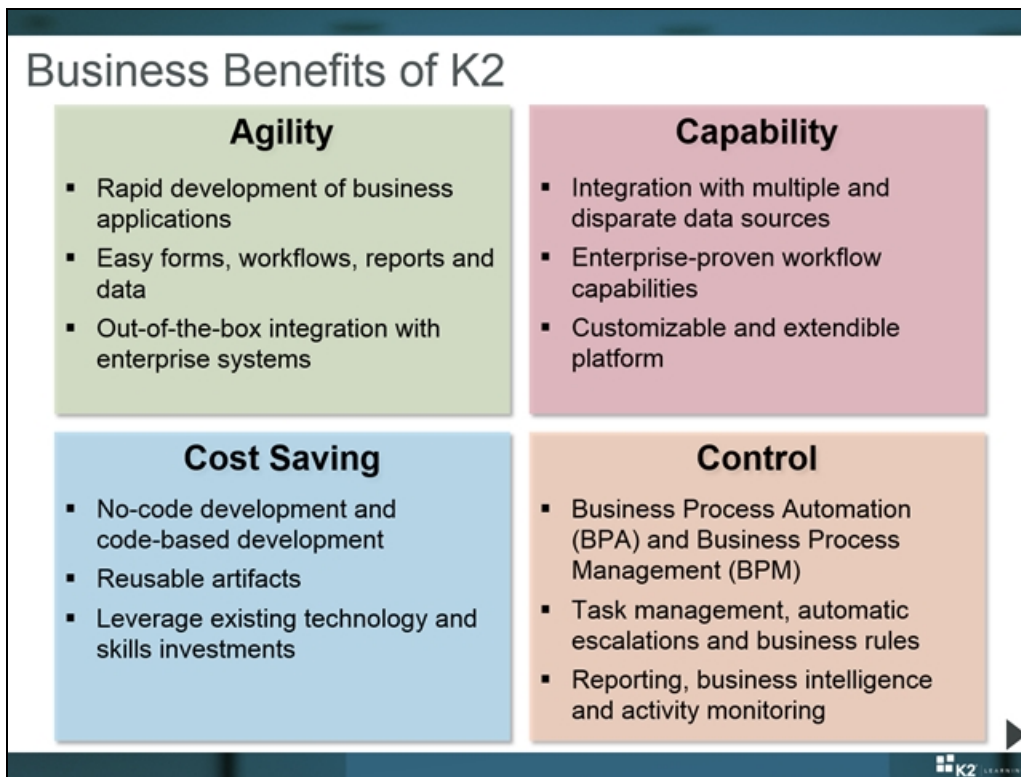 Business Benefits of K2
Agility
▪ Rapid development of business
applications
▪ Easy forms, workflows, reports and
data
▪ Out-of-the-box integration with
enterprise systems
Capability
▪ Integration with multiple and
disparate data sources
▪ Enterprise-proven workflow
capabilities
▪ Customizable and extendible
platform
Cost Saving
▪ No-code development and
code-based development
▪ Reusable artifacts
▪ Leverage existing technology and
skills investments
Control
▪ Business Process Automation
(BPA) and Business Process
Management (BPM)
▪ Task management, automatic
escalations and business rules
▪ Reporting, business intelligence
and activity monitoring
K2